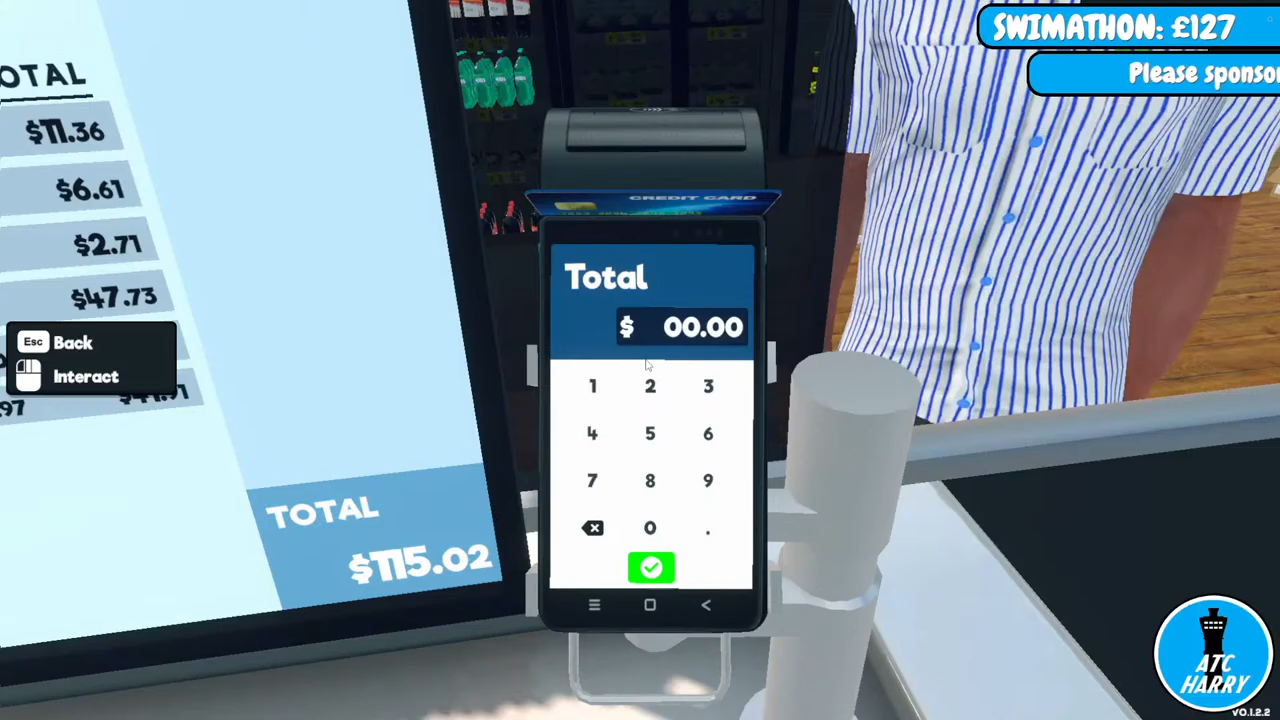 SWIMATHON: £127
Please sponsor
OTAL
$11.36
$6.61
$2.71
$47.73
97
TOTAL
$115.02
Esc Back
Interact
CREDIT CARD
Total
$ 00.00
1 2 3
4 5 6
7 8 9
0 .
ATC
HARRY
V0.1.2.2